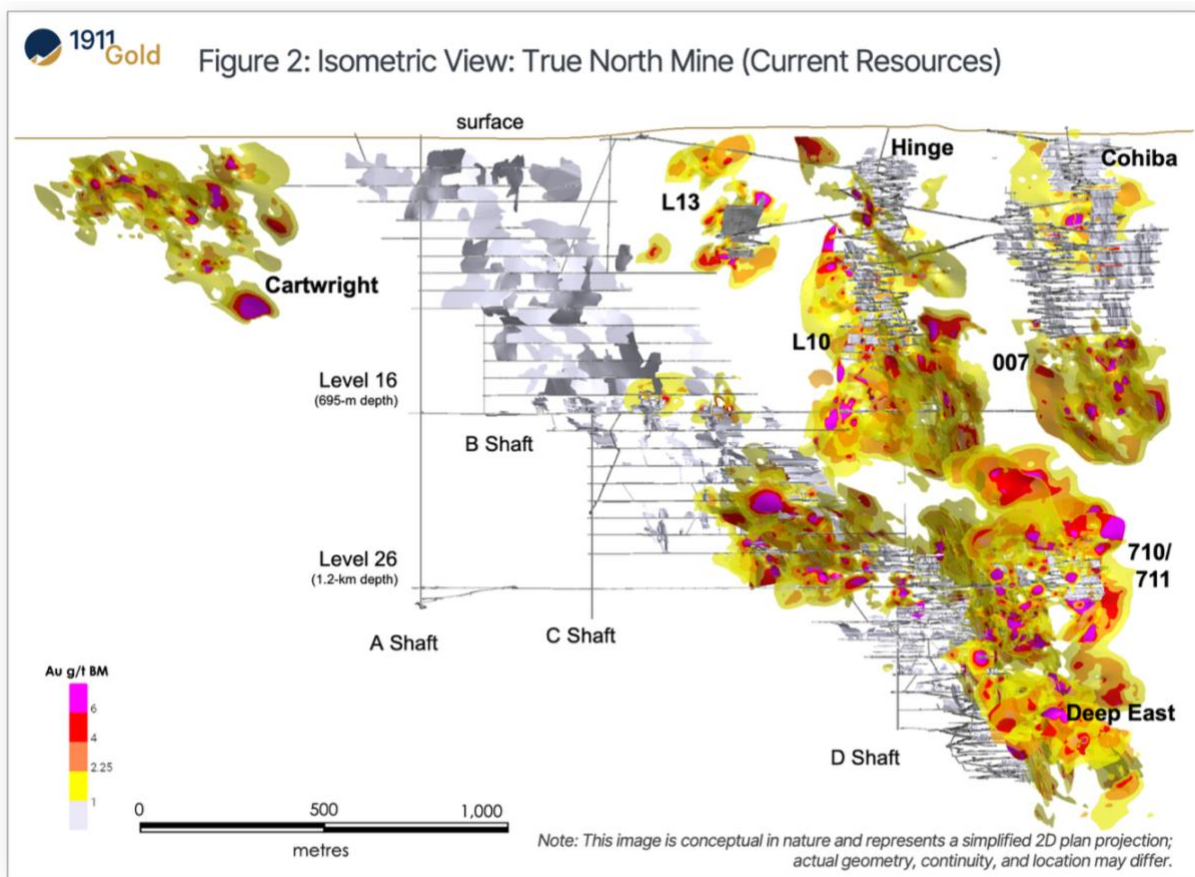 1911
Gold
Figure 2: Isometric View: True North Mine (Current Resources)
surface
Hinge
Cohiba
L13
Cartwright
L10
007
Level 16
(695-m depth)
B Shaft
Level 26
(1.2-km depth)
710/
711
A Shaft
C Shaft
Au g/t BM
6
4
2.25
1
Deep East
D Shaft
0 500 1,000
metres
Note: This image is conceptual in nature and represents a simplified 2D plan projection;
actual geometry, continuity, and location may differ.